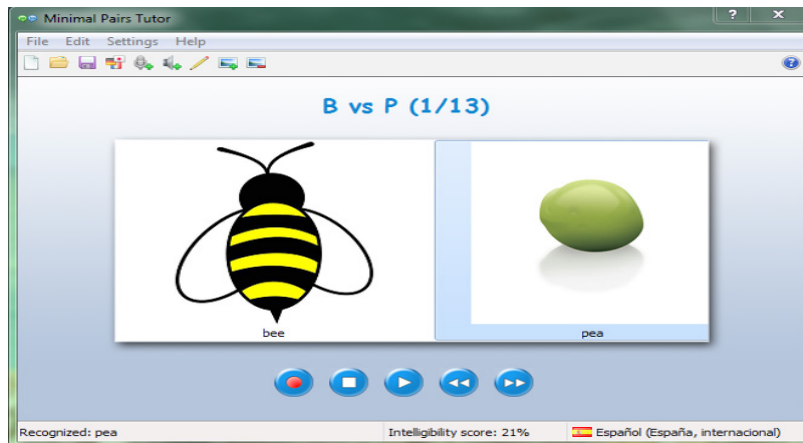 Minimal Pairs Tutor
File Edit Settings Help
B vs P (1/13)
bee pea
Recognized: pea Intelligibility score: 21% Español (España, internacional)